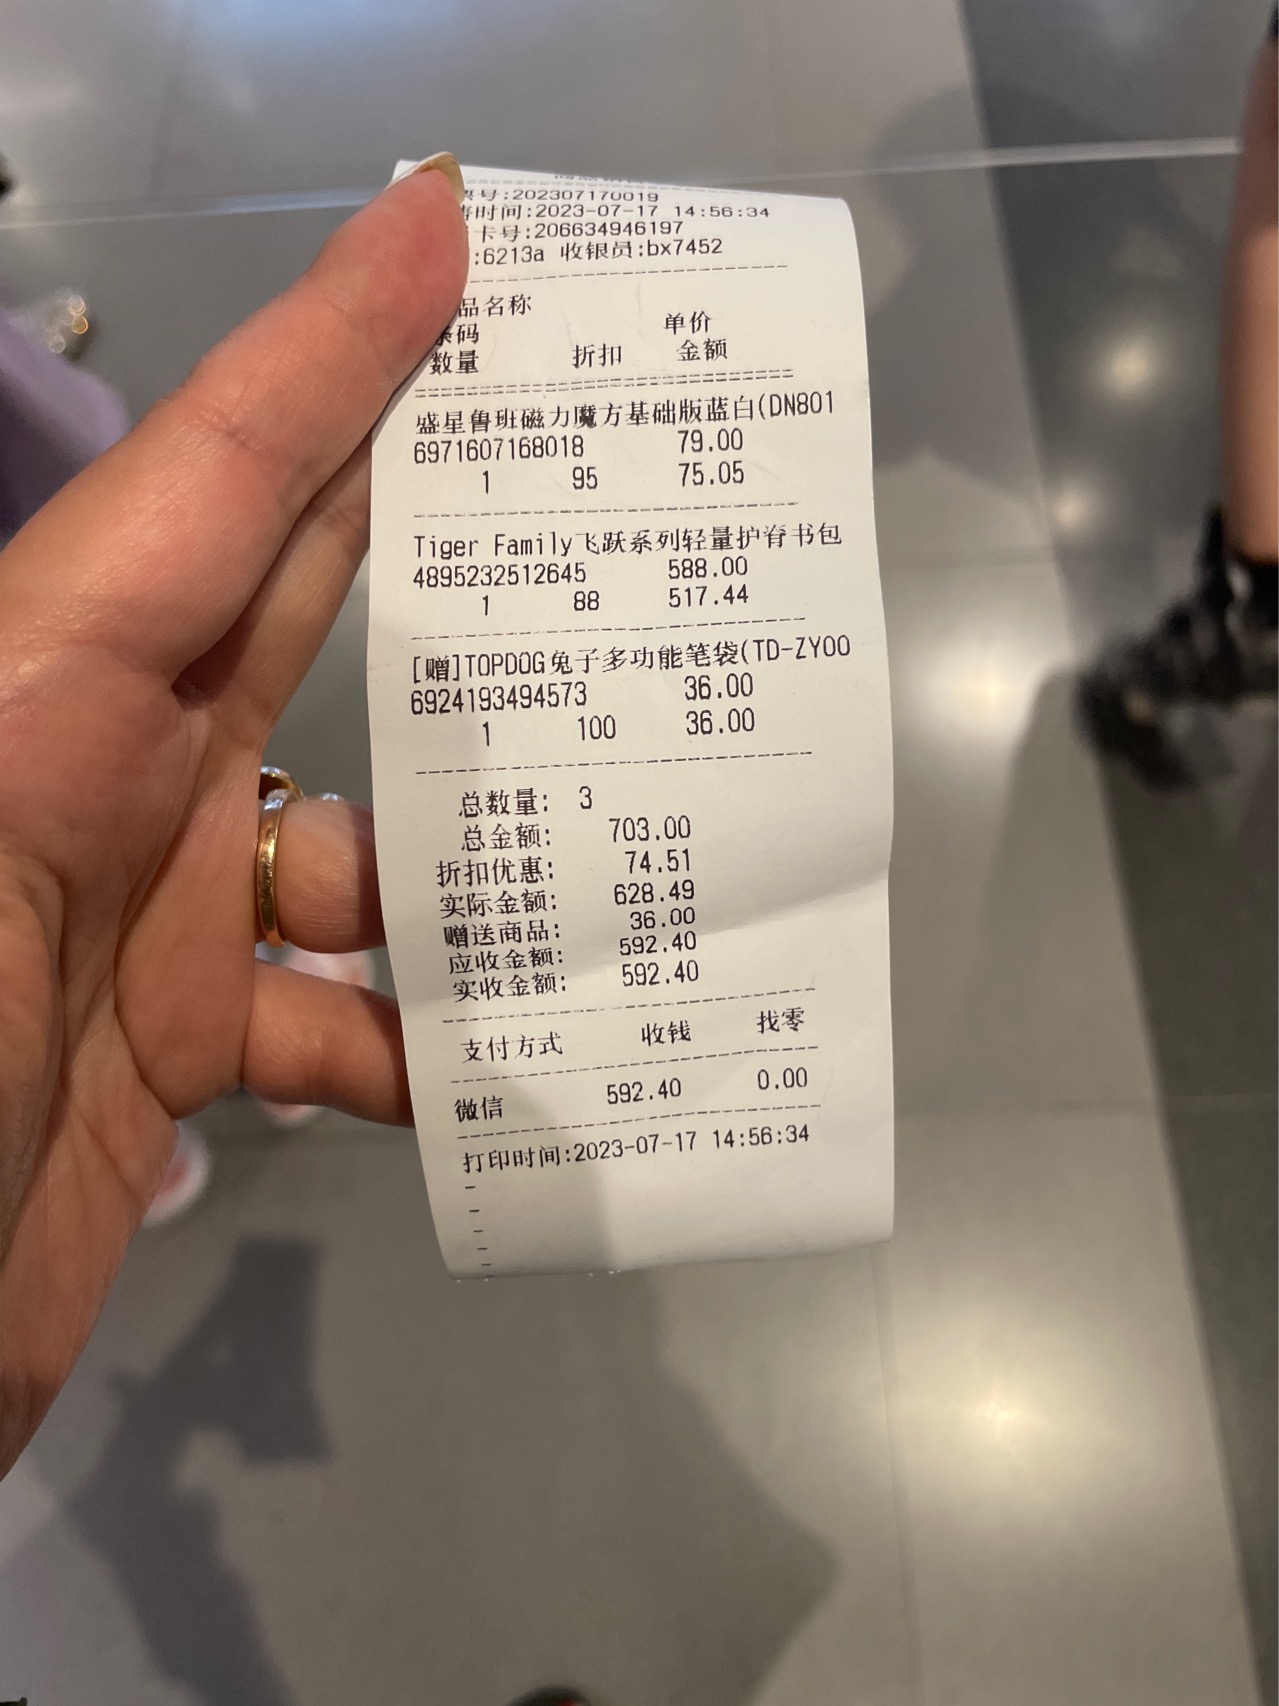 号:202307170019
时间:2023-07-17 14:56:34
卡号:206634946197
:6213a 收银员:bx7452
品名称
条码 单价
数量 折扣 金额
盛星鲁班磁力魔方基础版蓝白(DN801
6971607168018 79.00
1 95 75.05
Tiger Family飞跃系列轻量护脊书包
4895232512645 588.00
1 88 517.44
[赠]TOPDOG兔子多功能笔袋(TD-ZY00
6924193494573 36.00
1 100 36.00
总数量: 3
总金额: 703.00
折扣优惠: 74.51
实际金额: 628.49
赠送商品: 36.00
应收金额: 592.40
实收金额: 592.40
支付方式 收钱 找零
微信 592.40 0.00
打印时间:2023-07-17 14:56:34